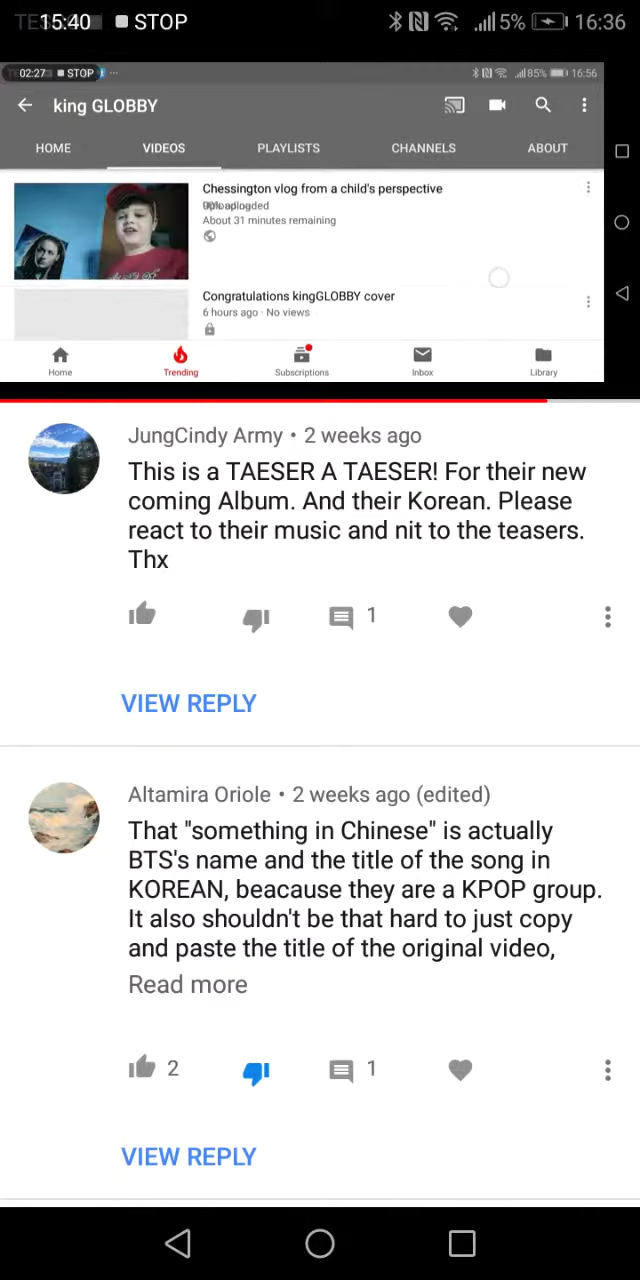 15:40 STOP 5% 16:36
02:27 STOP 85% 16:56
king GLOBBY
HOME VIDEOS PLAYLISTS CHANNELS ABOUT
Chessington vlog from a child's perspective
About 31 minutes remaining
Congratulations kingGLOBBY cover
6 hours ago · No views
Home Trending Subscriptions Inbox Library
JungCindy Army • 2 weeks ago
This is a TAESER A TAESER! For their new
coming Album. And their Korean. Please
react to their music and nit to the teasers.
Thx
1
VIEW REPLY
Altamira Oriole • 2 weeks ago (edited)
That "something in Chinese" is actually
BTS's name and the title of the song in
KOREAN, beacause they are a KPOP group.
It also shouldn't be that hard to just copy
and paste the title of the original video,
Read more
2 1
VIEW REPLY